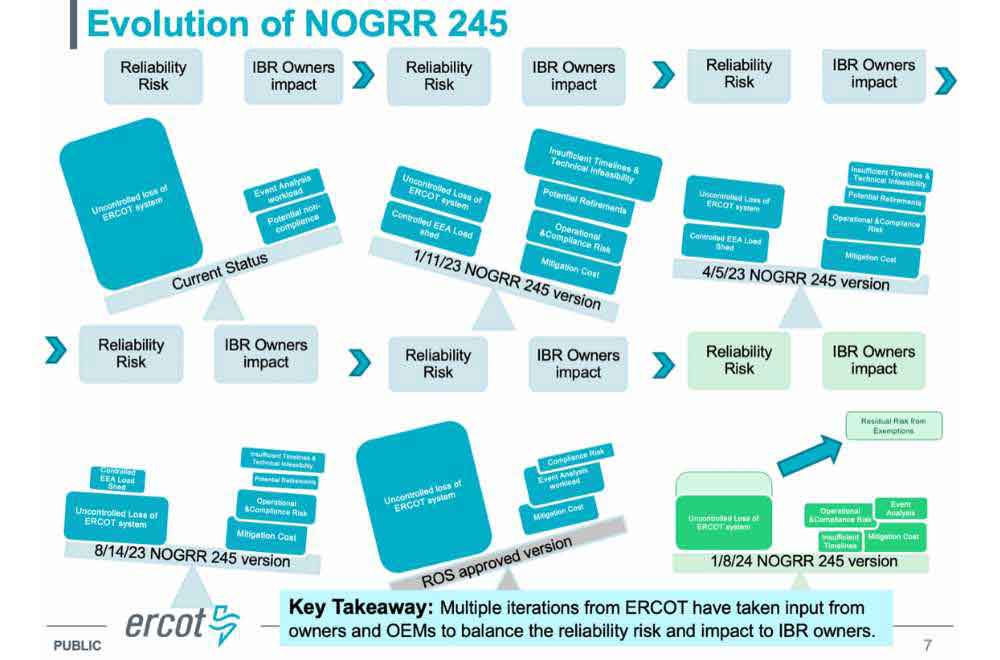 Evolution of NOGRR 245
Reliability
Risk
IBR Owners
impact
Reliability
Risk
IBR Owners
impact
Reliability
Risk
IBR Owners
impact
Uncontrolled loss of
ERCOT system
Event Analysis
workload
Potential non-
compliance
Current Status
Uncontrolled Loss of
ERCOT system
Controlled EEA Load
shed
Insufficient Timelines &
Technical Infeasibility
Potential Retirements
Operational
&Compliance Risk
Mitigation Cost
1/11/23 NOGRR 245 version
Uncontrolled Loss of
ERCOT system
Controlled EEA Load
Shed
Insufficient Timelines &
Technical Infeasibility
Potential Retirements
Operational &Compliance
Risk
Mitigation Cost
4/5/23 NOGRR 245 version
Reliability
Risk
IBR Owners
impact
Reliability
Risk
IBR Owners
impact
Reliability
Risk
IBR Owners
impact
Controlled
EEA Load
Shed
Uncontrolled Loss of
ERCOT system
Insufficient Timelines &
Technical Infeasibility
Potential Retirements
Operational
&Compliance Risk
Mitigation Cost
8/14/23 NOGRR 245 version
Uncontrolled loss of
ERCOT system
Compliance Risk
Event Analysis
workload
Mitigation Cost
ROS approved version
Residual Risk from
Exemptions
Uncontrolled Loss of
ERCOT system
Operational
&Compliance Risk
Event
Analysis
Insufficient
Timelines
Mitigation Cost
1/8/24 NOGRR 245 version
Key Takeaway: Multiple iterations from ERCOT have taken input from
owners and OEMs to balance the reliability risk and impact to IBR owners.
ercot
PUBLIC
7